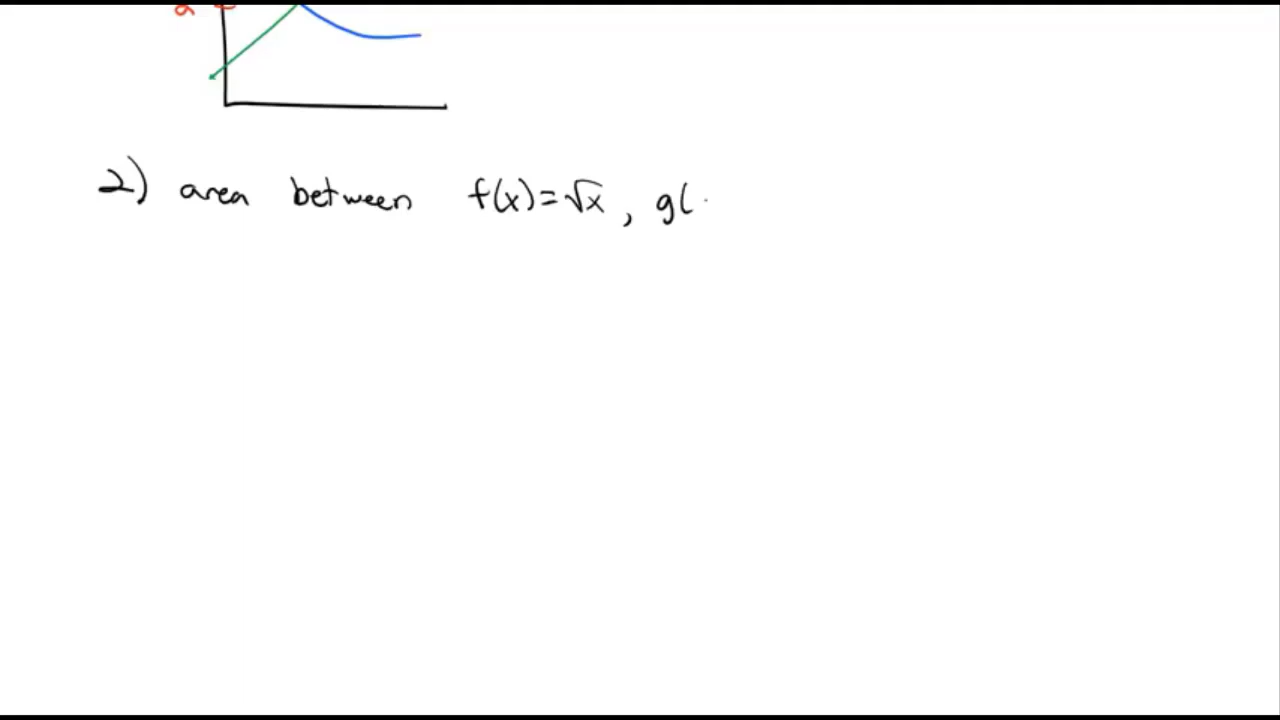 2) area between f(x)=√x, g(